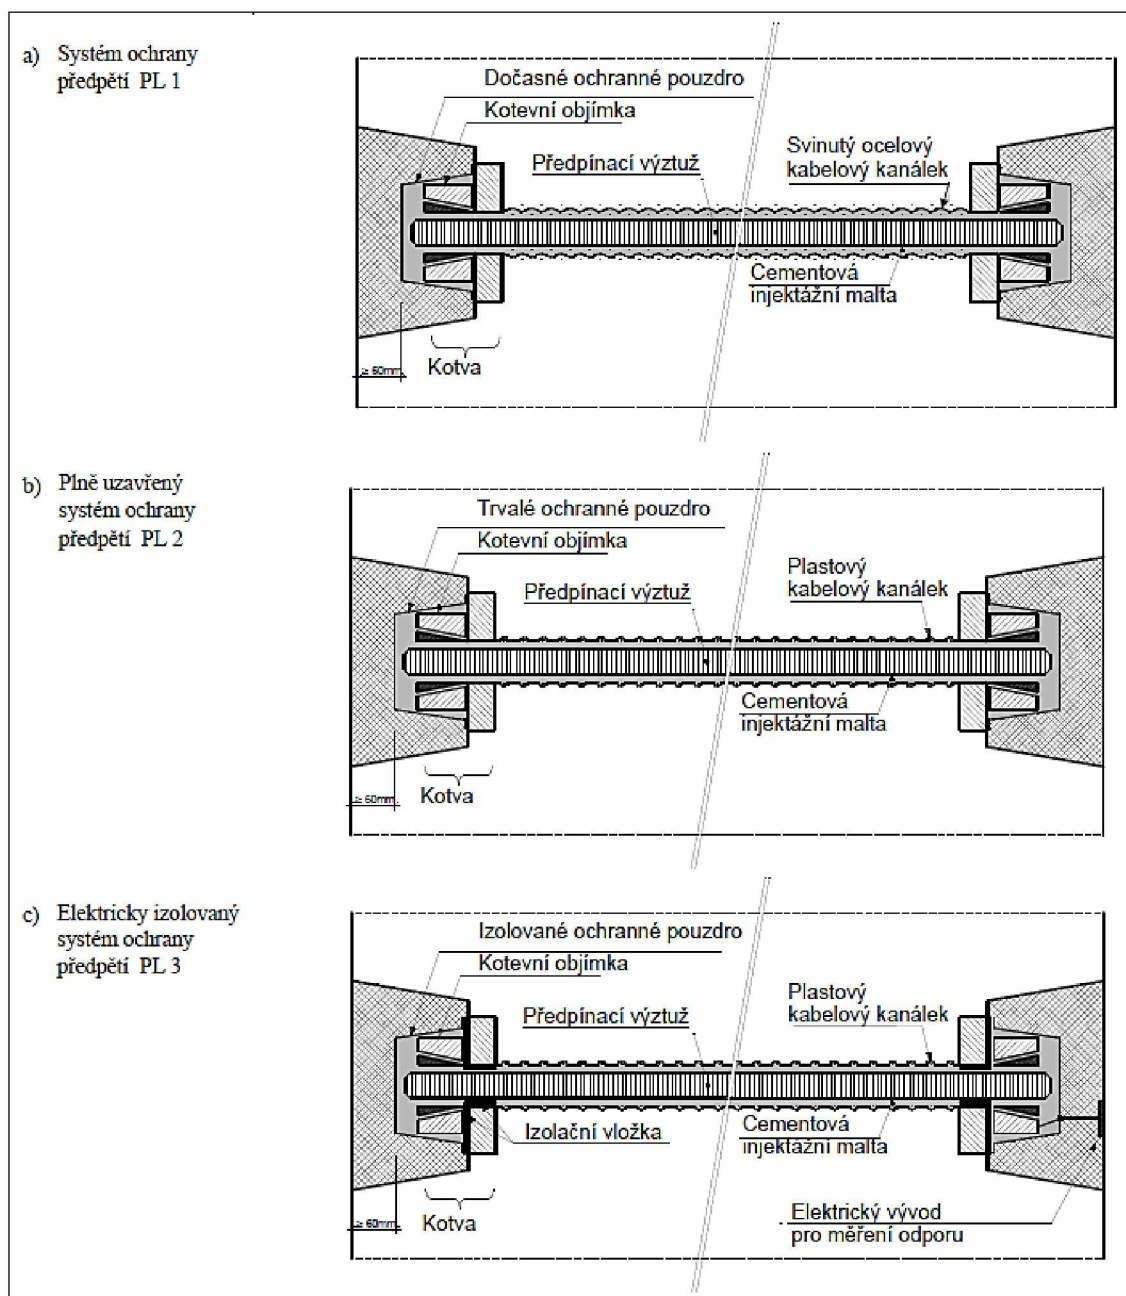 a) Systém ochrany
předpětí PL 1
Dočasné ochranné pouzdro
Kotevní objímka
Předpínací výztuž
Svinutý ocelový
kabelový kanálek
Cementová
injektážní malta
≥ 60mm
Kotva
b) Plně uzavřený
systém ochrany
předpětí PL 2
Trvalé ochranné pouzdro
Kotevní objímka
Předpínací výztuž
Plastový
kabelový kanálek
Cementová
injektážní malta
≥ 60mm
Kotva
c) Elektricky izolovaný
systém ochrany
předpětí PL 3
Izolované ochranné pouzdro
Kotevní objímka
Předpínací výztuž
Plastový
kabelový kanálek
Izolační vložka
Cementová
injektážní malta
≥ 60mm
Kotva
Elektrický vývod
pro měření odporu